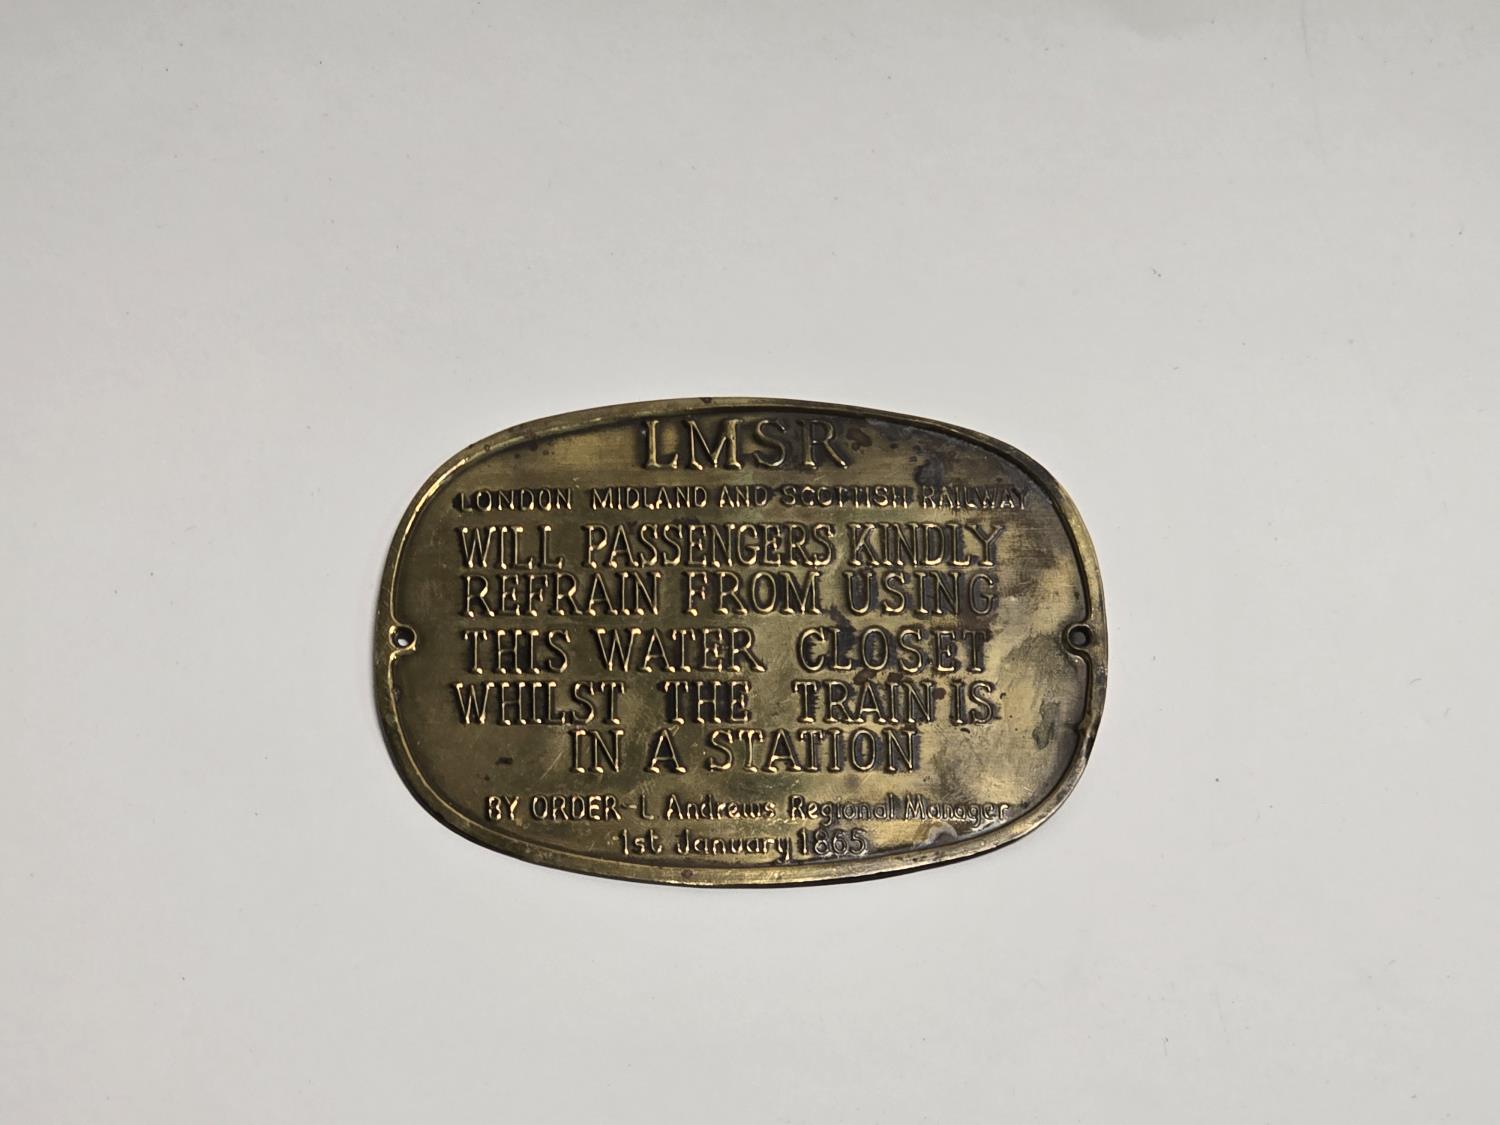 LMSR
LONDON MIDLAND AND SCOTTISH RAILWAY
WILL PASSENGERS KINDLY
REFRAIN FROM USING
THIS WATER CLOSET
WHILST THE TRAIN IS
IN A STATION
BY ORDER-L Andrews Regional Manager
1st January 1865